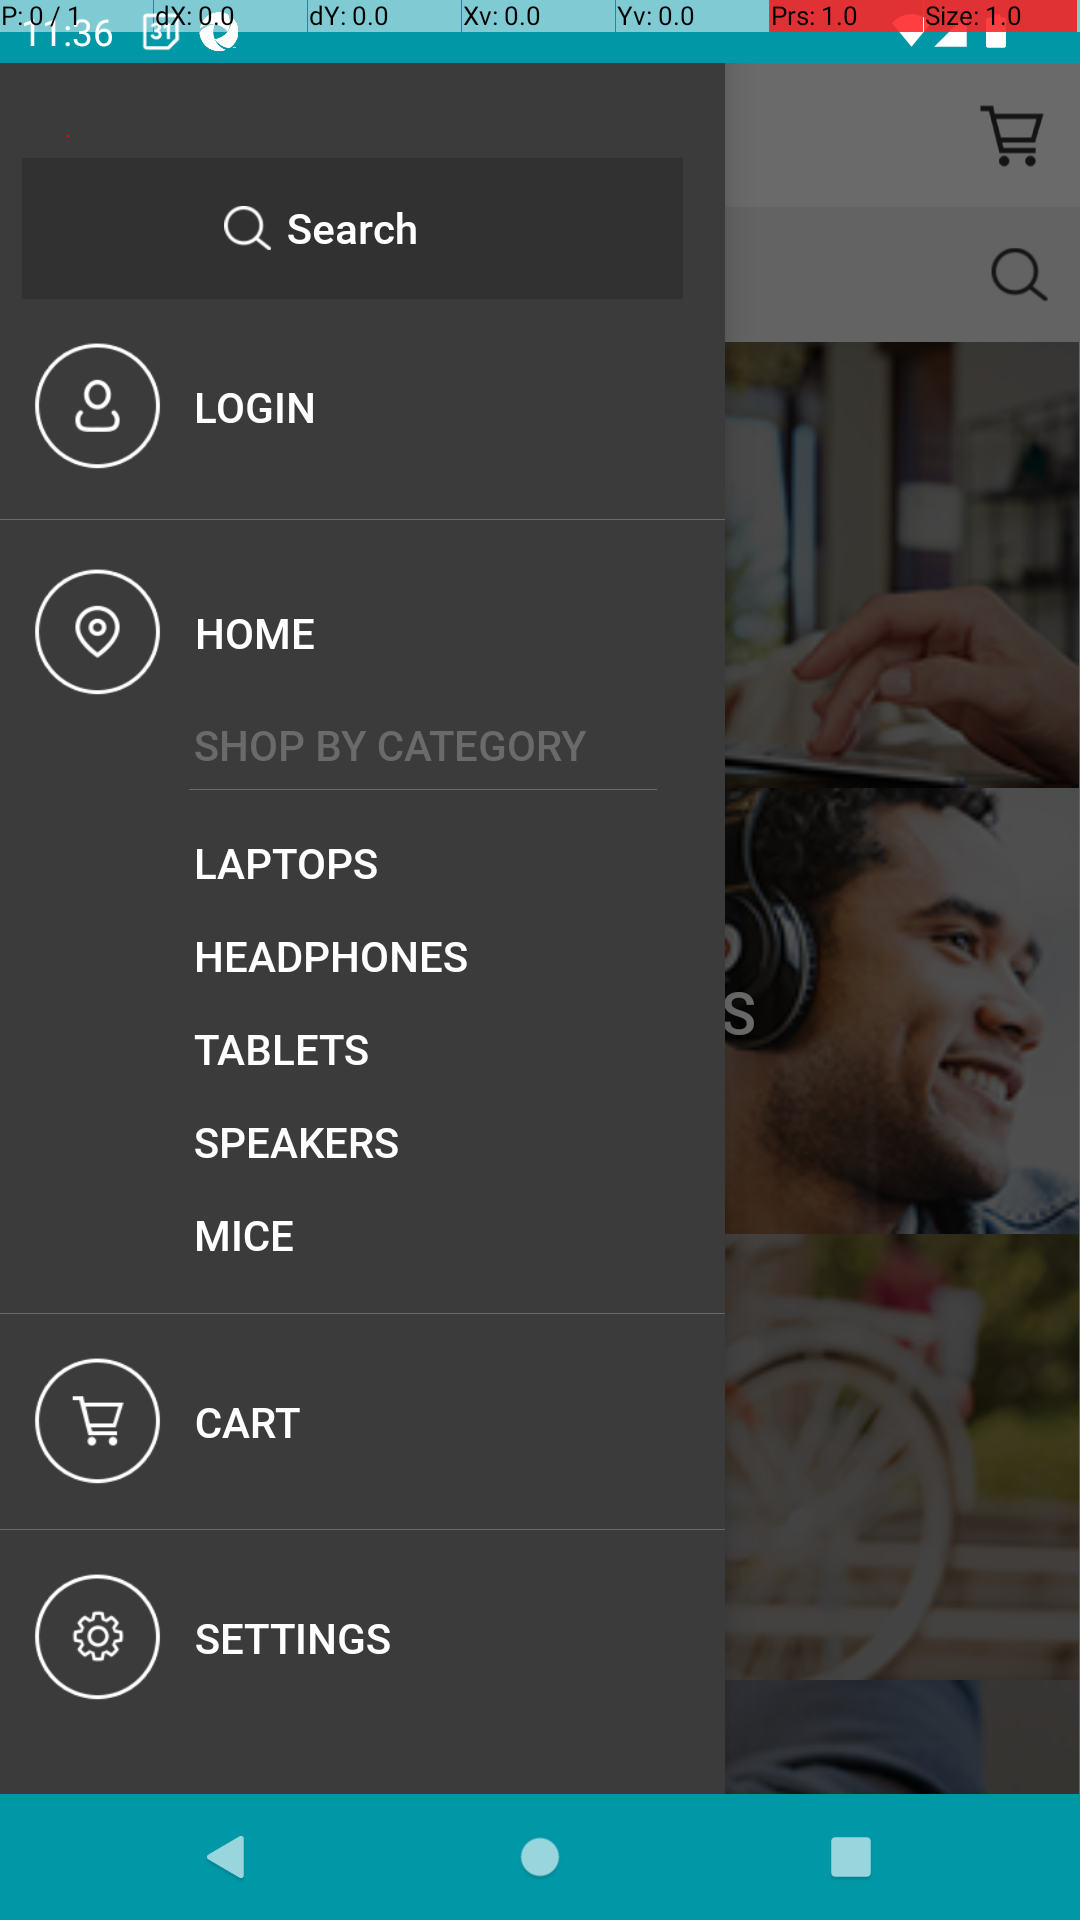 P: 0 / 1 dX: 0.0 dY: 0.0 Xv: 0.0 Yv: 0.0 Prs: 1.0 Size: 1.0
11:36 31
Search
LOGIN
HOME
SHOP BY CATEGORY
LAPTOPS
HEADPHONES
S
TABLETS
SPEAKERS
MICE
CART
SETTINGS